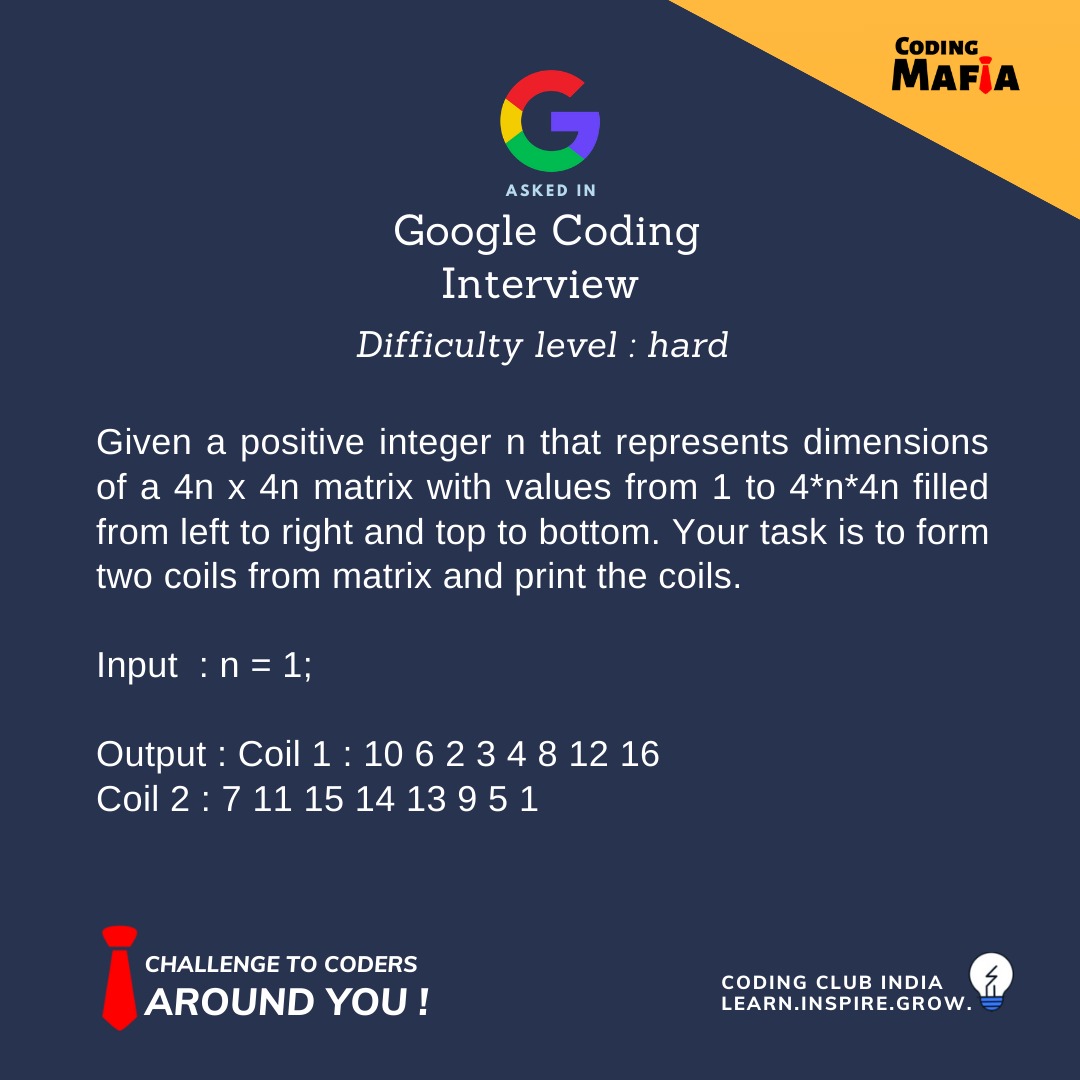 CODING
MAFIA
ASKED IN
Google Coding
Interview
Difficulty level : hard
Given a positive integer n that represents dimensions
of a 4n x 4n matrix with values from 1 to 4*n*4n filled
from left to right and top to bottom. Your task is to form
two coils from matrix and print the coils.
Input  : n = 1;
Output : Coil 1 : 10 6 2 3 4 8 12 16
Coil 2 : 7 11 15 14 13 9 5 1
CHALLENGE TO CODERS
AROUND YOU !
CODING CLUB INDIA
LEARN.INSPIRE.GROW.